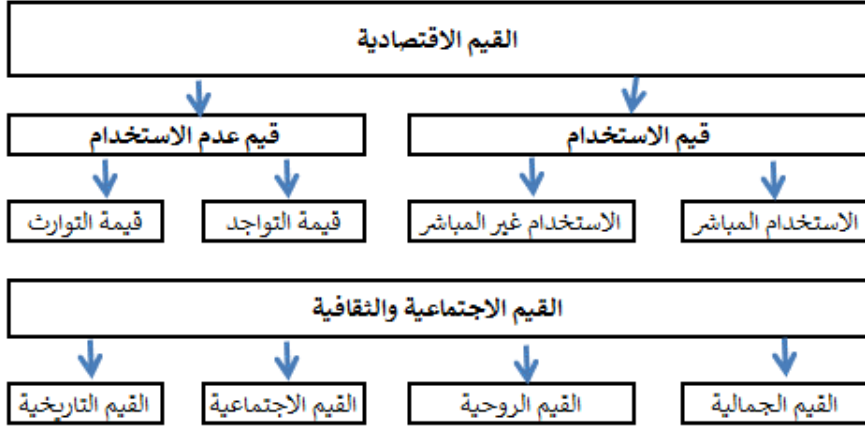 القيم الاقتصادية
قيم الاستخدام
قيم عدم الاستخدام
الاستخدام المباشر
الاستخدام غير المباشر
قيمة التواجد
قيمة التوارث
القيم الاجتماعية والثقافية
القيم الجمالية
القيم الروحية
القيم الاجتماعية
القيم التاريخية